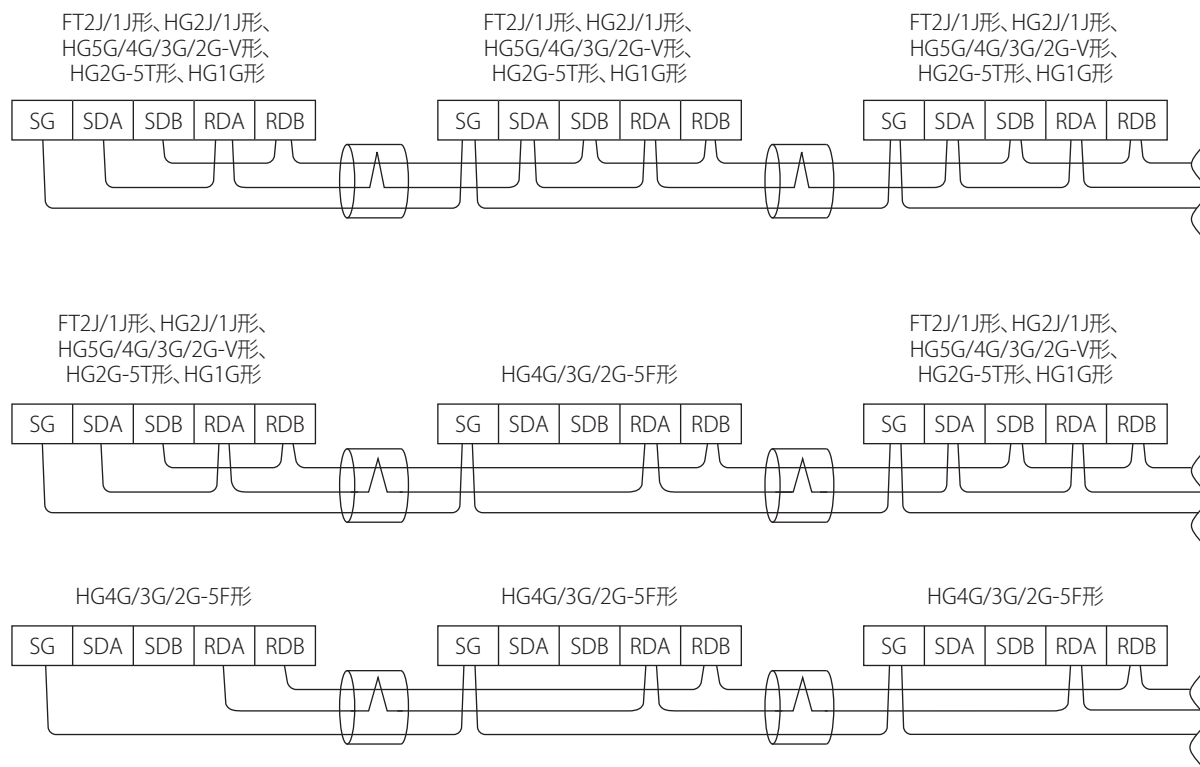 FT2J/1J形、HG2J/1J形、
HG5G/4G/3G/2G-V形、
HG2G-5T形、HG1G形
FT2J/1J形、HG2J/1J形、
HG5G/4G/3G/2G-V形、
HG2G-5T形、HG1G形
FT2J/1J形、HG2J/1J形、
HG5G/4G/3G/2G-V形、
HG2G-5T形、HG1G形
SG SDA SDB RDA RDB
SG SDA SDB RDA RDB
SG SDA SDB RDA RDB
FT2J/1J形、HG2J/1J形、
HG5G/4G/3G/2G-V形、
HG2G-5T形、HG1G形
HG4G/3G/2G-5F形
FT2J/1J形、HG2J/1J形、
HG5G/4G/3G/2G-V形、
HG2G-5T形、HG1G形
SG SDA SDB RDA RDB
SG SDA SDB RDA RDB
SG SDA SDB RDA RDB
HG4G/3G/2G-5F形
HG4G/3G/2G-5F形
HG4G/3G/2G-5F形
SG SDA SDB RDA RDB
SG SDA SDB RDA RDB
SG SDA SDB RDA RDB